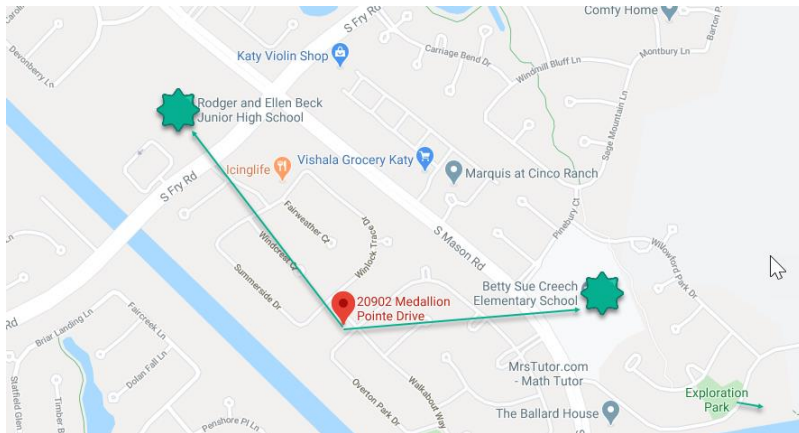 Comfy Home
S Fry Rd
Katy Violin Shop
Carriage Bend Dr
Montbury Ln
Windmill Bluff Ln
Devonberry Ln
Rodger and Ellen Beck
Junior High School
Sage Mountain Ln
Icinglife
Vishala Grocery Katy
Marquis at Cinco Ranch
S Fry Rd
Fairweather Ct
Winlock Trace Dr
Pinebury Ct
S Mason Rd
Windcrest Ct
Willowford Park Dr
Summerside Dr
Betty Sue Creech
Elementary School
20902 Medallion
Pointe Drive
Rd
Briar Landing Ln
Faircreek Ln
Dolan Fall Ln
MrsTutor.com
- Math Tutor
Overton Park Dr
Walkabout Way
Exploration
Park
Staffield Glen
The Ballard House
Penshore Pl Ln